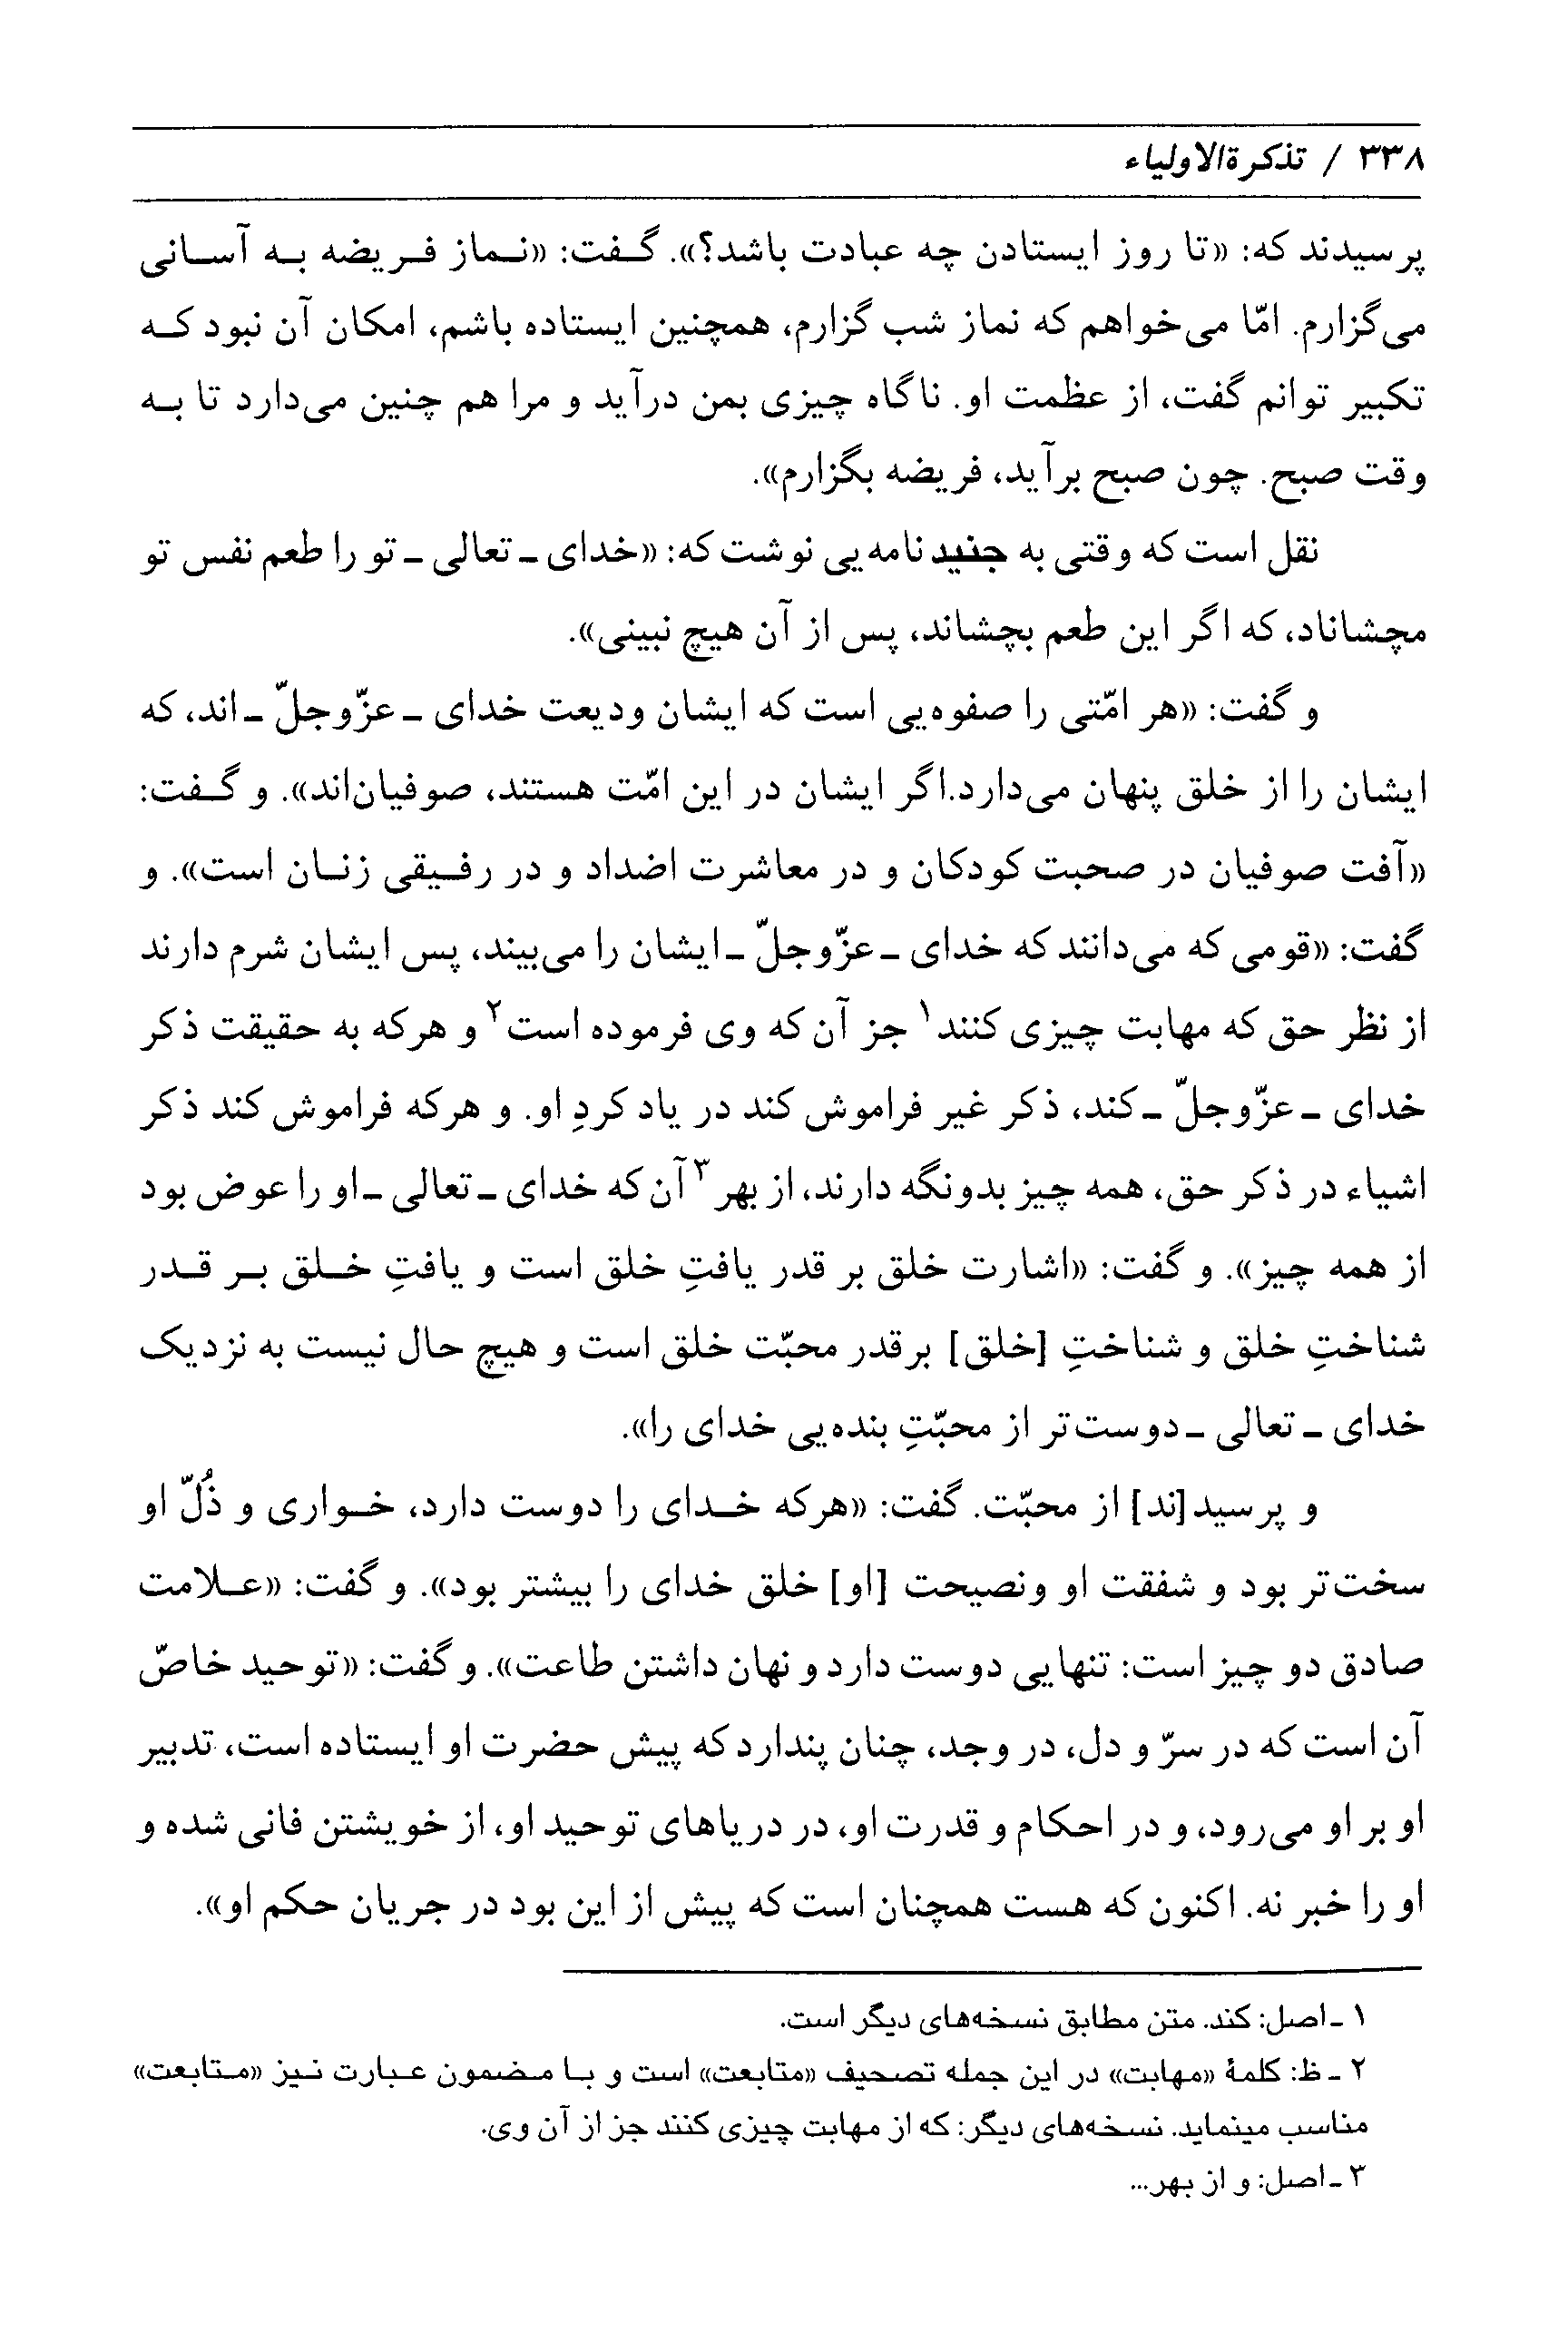 ۳۳۸ / تذکرةالاولیاء
پرسیدند که: «تا روز ایستادن چه عبادت باشد؟». گفت: «نماز فریضه به آسانی
می‌گزارم. امّا می‌خواهم که نماز شب گزارم، همچنین ایستاده باشم، امکان آن نبود که
تکبیر توانم گفت، از عظمت او. ناگاه چیزی بمن درآید و مرا هم چنین می‌دارد تا به
وقت صبح. چون صبح برآید، فریضه بگزارم».
نقل است که وقتی به جنید نامه‌یی نوشت که: «خدای ـ تعالی ـ تو را طعم نفس تو
مچشاناد، که اگر این طعم بچشاند، پس از آن هیچ نبینی».
و گفت: «هر امّتی را صفوه‌یی است که ایشان ودیعت خدای ـ عزّوجلّ ـ اند، که
ایشان را از خلق پنهان می‌دارد. اگر ایشان در این امّت هستند، صوفیان‌اند». و گفت:
«آفت صوفیان در صحبت کودکان و در معاشرت اضداد و در رفیقی زنان است». و
گفت: «قومی که می‌دانند که خدای ـ عزّوجلّ ـ ایشان را می‌بیند، پس ایشان شرم دارند
از نظر حق که مهابت چیزی کنند۱ جز آن که وی فرموده است۲ و هرکه به حقیقت ذکر
خدای ـ عزّوجلّ ـ کند، ذکر غیر فراموش کند در یاد کردِ او. و هرکه فراموش کند ذکر
اشیاء در ذکر حق، همه چیز بدو نگه دارند، از بهر۳ آن که خدای ـ تعالی ـ او را عوض بود
از همه چیز». و گفت: «اشارت خلق بر قدر یافتِ خلق است و یافتِ خلق بر قدر
شناختِ خلق و شناختِ [خلق] برقدر محبّت خلق است و هیچ حال نیست به نزدیک
خدای ـ تعالی ـ دوست‌تر از محبّتِ بنده‌یی خدای را».
و پرسید[ند] از محبّت. گفت: «هرکه خدای را دوست دارد، خواری و ذُلّ او
سخت‌تر بود و شفقت او ونصیحت [او] خلق خدای را بیشتر بود». و گفت: «علامت
صادق دو چیز است: تنهایی دوست دارد و نهان داشتن طاعت». و گفت: «توحید خاصّ
آن است که در سرّ و دل، در وجد، چنان پندارد که پیش حضرت او ایستاده است، تدبیر
او بر او می‌رود، و در احکام و قدرت او، در دریاهای توحید او، از خویشتن فانی شده و
او را خبر نه. اکنون که هست همچنان است که پیش از این بود در جریان حکم او».
۱ ـ اصل: کند. متن مطابق نسخه‌های دیگر است.
۲ ـ ظ: کلمۀ «مهابت» در این جمله تصحیف «متابعت» است و با مضمون عبارت نیز «متابعت»
مناسب مینماید. نسخه‌های دیگر: که از مهابت چیزی کنند جز از آن وی.
۳ ـ اصل: و از بهر...